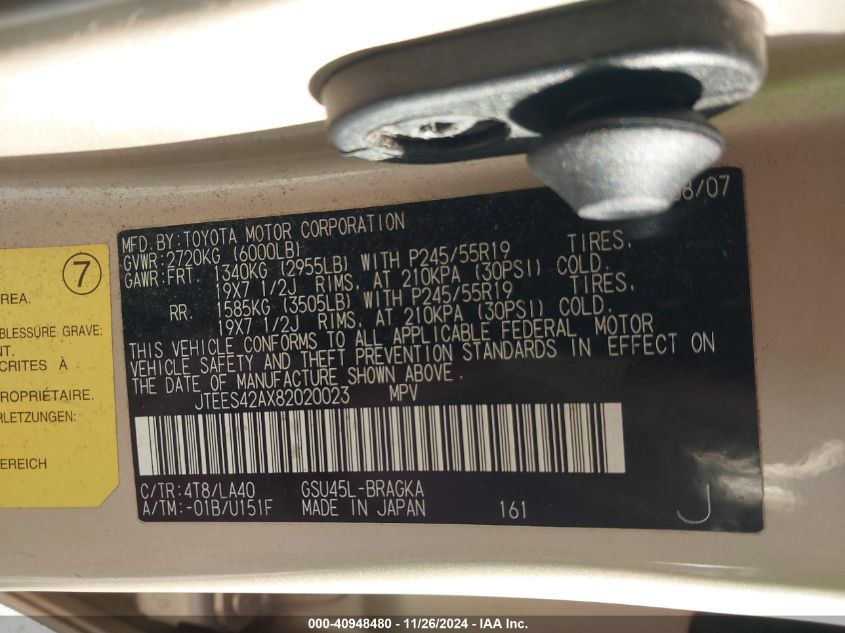 7
REA.
BLESSÜRE GRAVE:
NT.
CRITES À
ROPRIÉTAIRE.
RLETZUNG:
EREICH
8/07
MFD. BY: TOYOTA MOTOR CORPORATION
GVWR: 2720KG (6000LB)
GAWR: FRT. 1340KG (2955LB) WITH P245/55R19 TIRES,
19X7 1/2J RIMS, AT 210KPA (30PSI) COLD.
RR. 1585KG (3505LB) WITH P245/55R19 TIRES,
19X7 1/2J RIMS, AT 210KPA (30PSI) COLD.
THIS VEHICLE CONFORMS TO ALL APPLICABLE FEDERAL MOTOR
VEHICLE SAFETY AND THEFT PREVENTION STANDARDS IN EFFECT ON
THE DATE OF MANUFACTURE SHOWN ABOVE.
JTEES42AX82020023 MPV
C/TR: 4T8/LA40 GSU45L-BRAGKA
A/TM: -01B/U151F MADE IN JAPAN 161 J
000-40948480 - 11/26/2024 - IAA Inc.